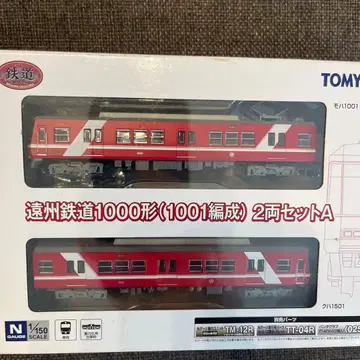 鉄道
TOMY
モハ1001
遠州鉄道1000形(1001編成) 2両セットA
クハ1501
N GAUGE
1/150 SCALE
TM-12R
TT-04R